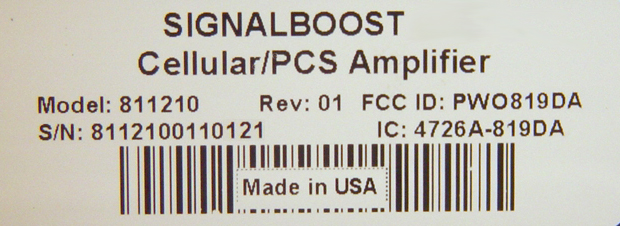 SIGNALBOOST
Cellular/PCS Amplifier
Model: 811210 Rev: 01 FCC ID: PWO819DA
S/N: 8112100110121 IC: 4726A-819DA
Made in USA